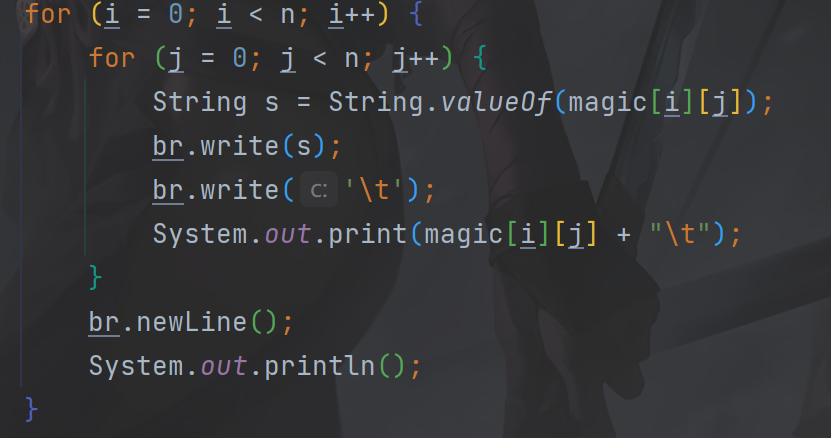 for (i = 0; i < n; i++) {
for (j = 0; j < n; j++) {
String s = String.valueOf(magic[i][j]);
br.write(s);
br.write( c: '\t');
System.out.print(magic[i][j] + "\t");
}
br.newLine();
System.out.println();
}